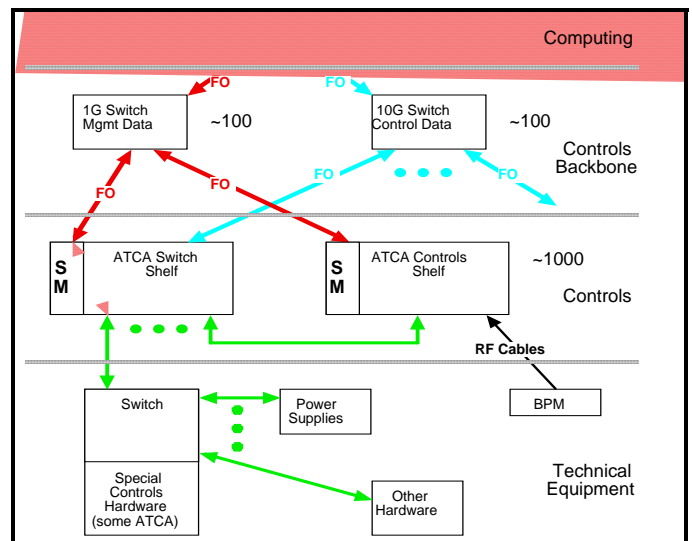 Computing
FO
FO
1G Switch
Mgmt Data
~100
10G Switch
Control Data
~100
Controls
Backbone
FO
FO
FO
FO
S
M
ATCA Switch
Shelf
S
M
ATCA Controls
Shelf
~1000
Controls
RF Cables
Switch
Power
Supplies
BPM
Special
Controls
Hardware
(some ATCA)
Other
Hardware
Technical
Equipment